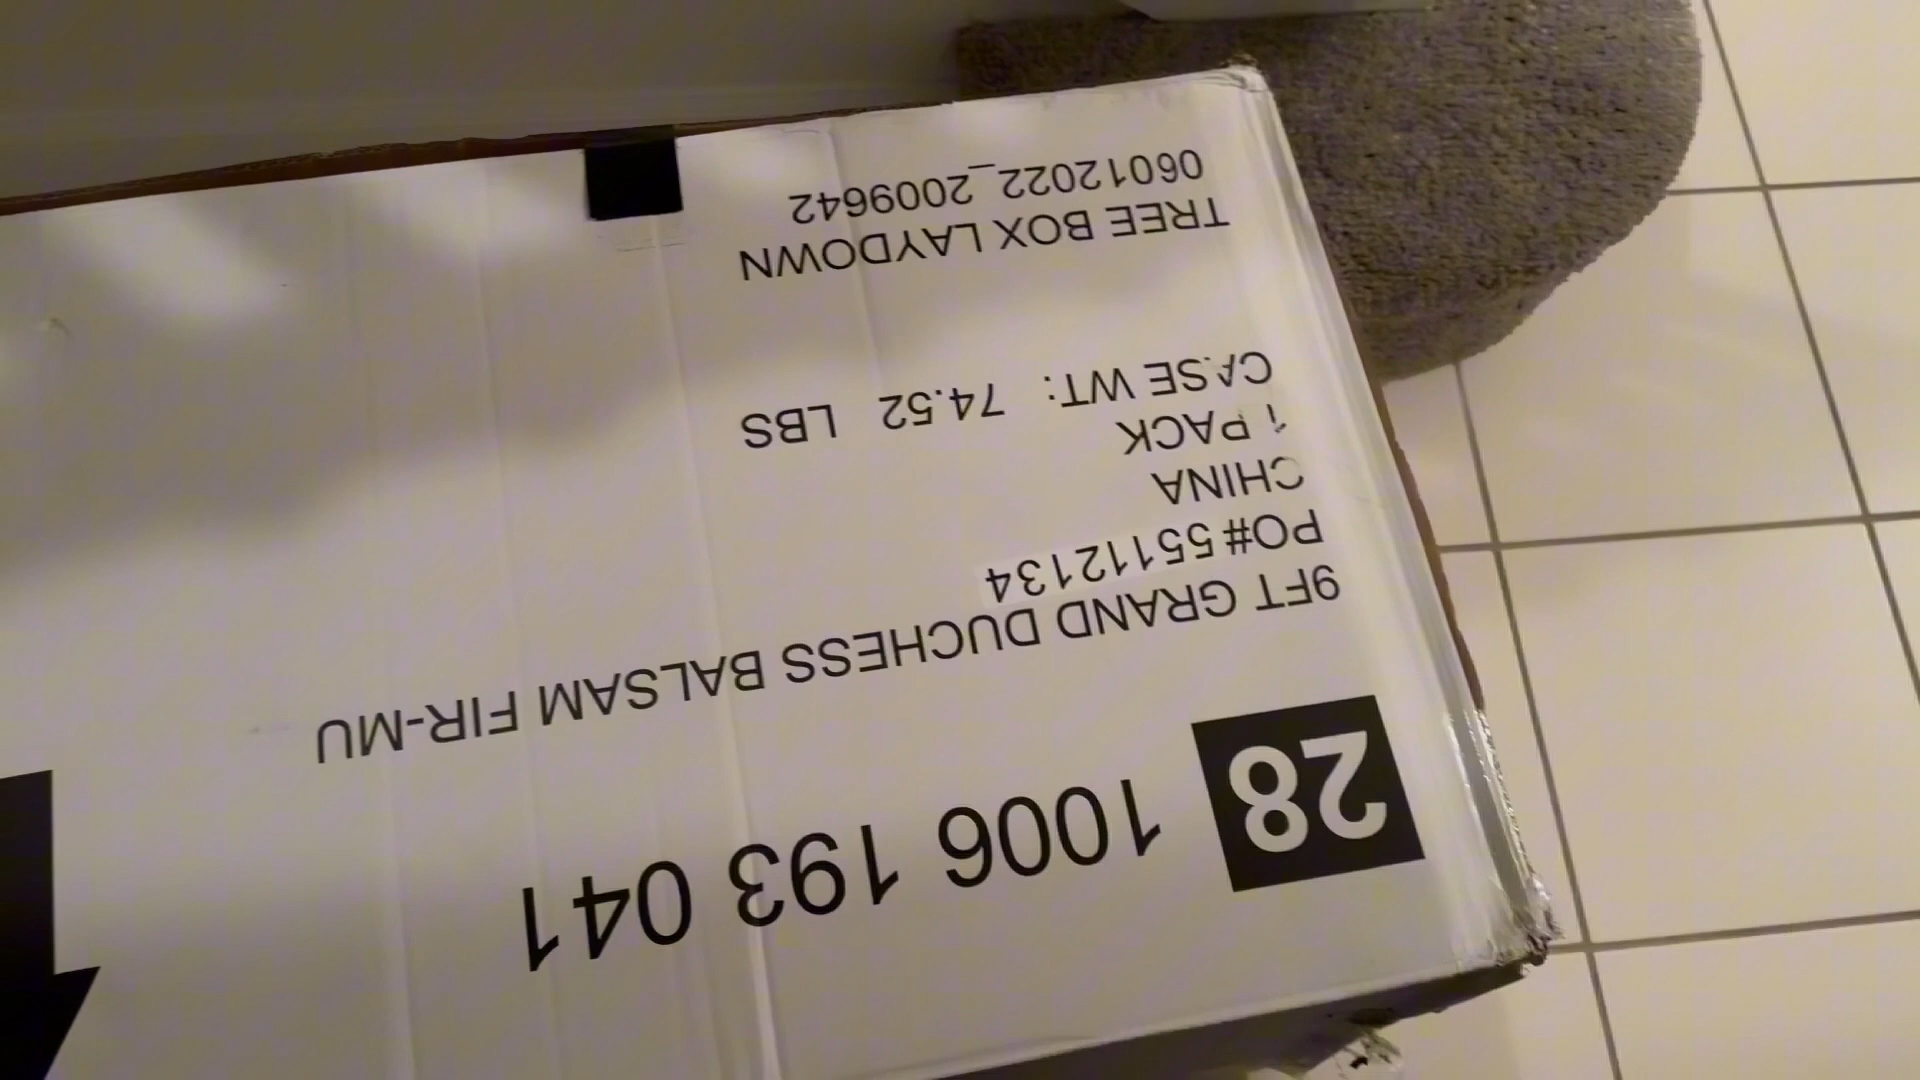 28 1006 193 041
9FT GRAND DUCHESS BALSAM FIR-MU
PO# 55112134
CHINA
1 PACK
CASE WT: 74.52 LBS
TREE BOX LAYDOWN
06012022_2009642